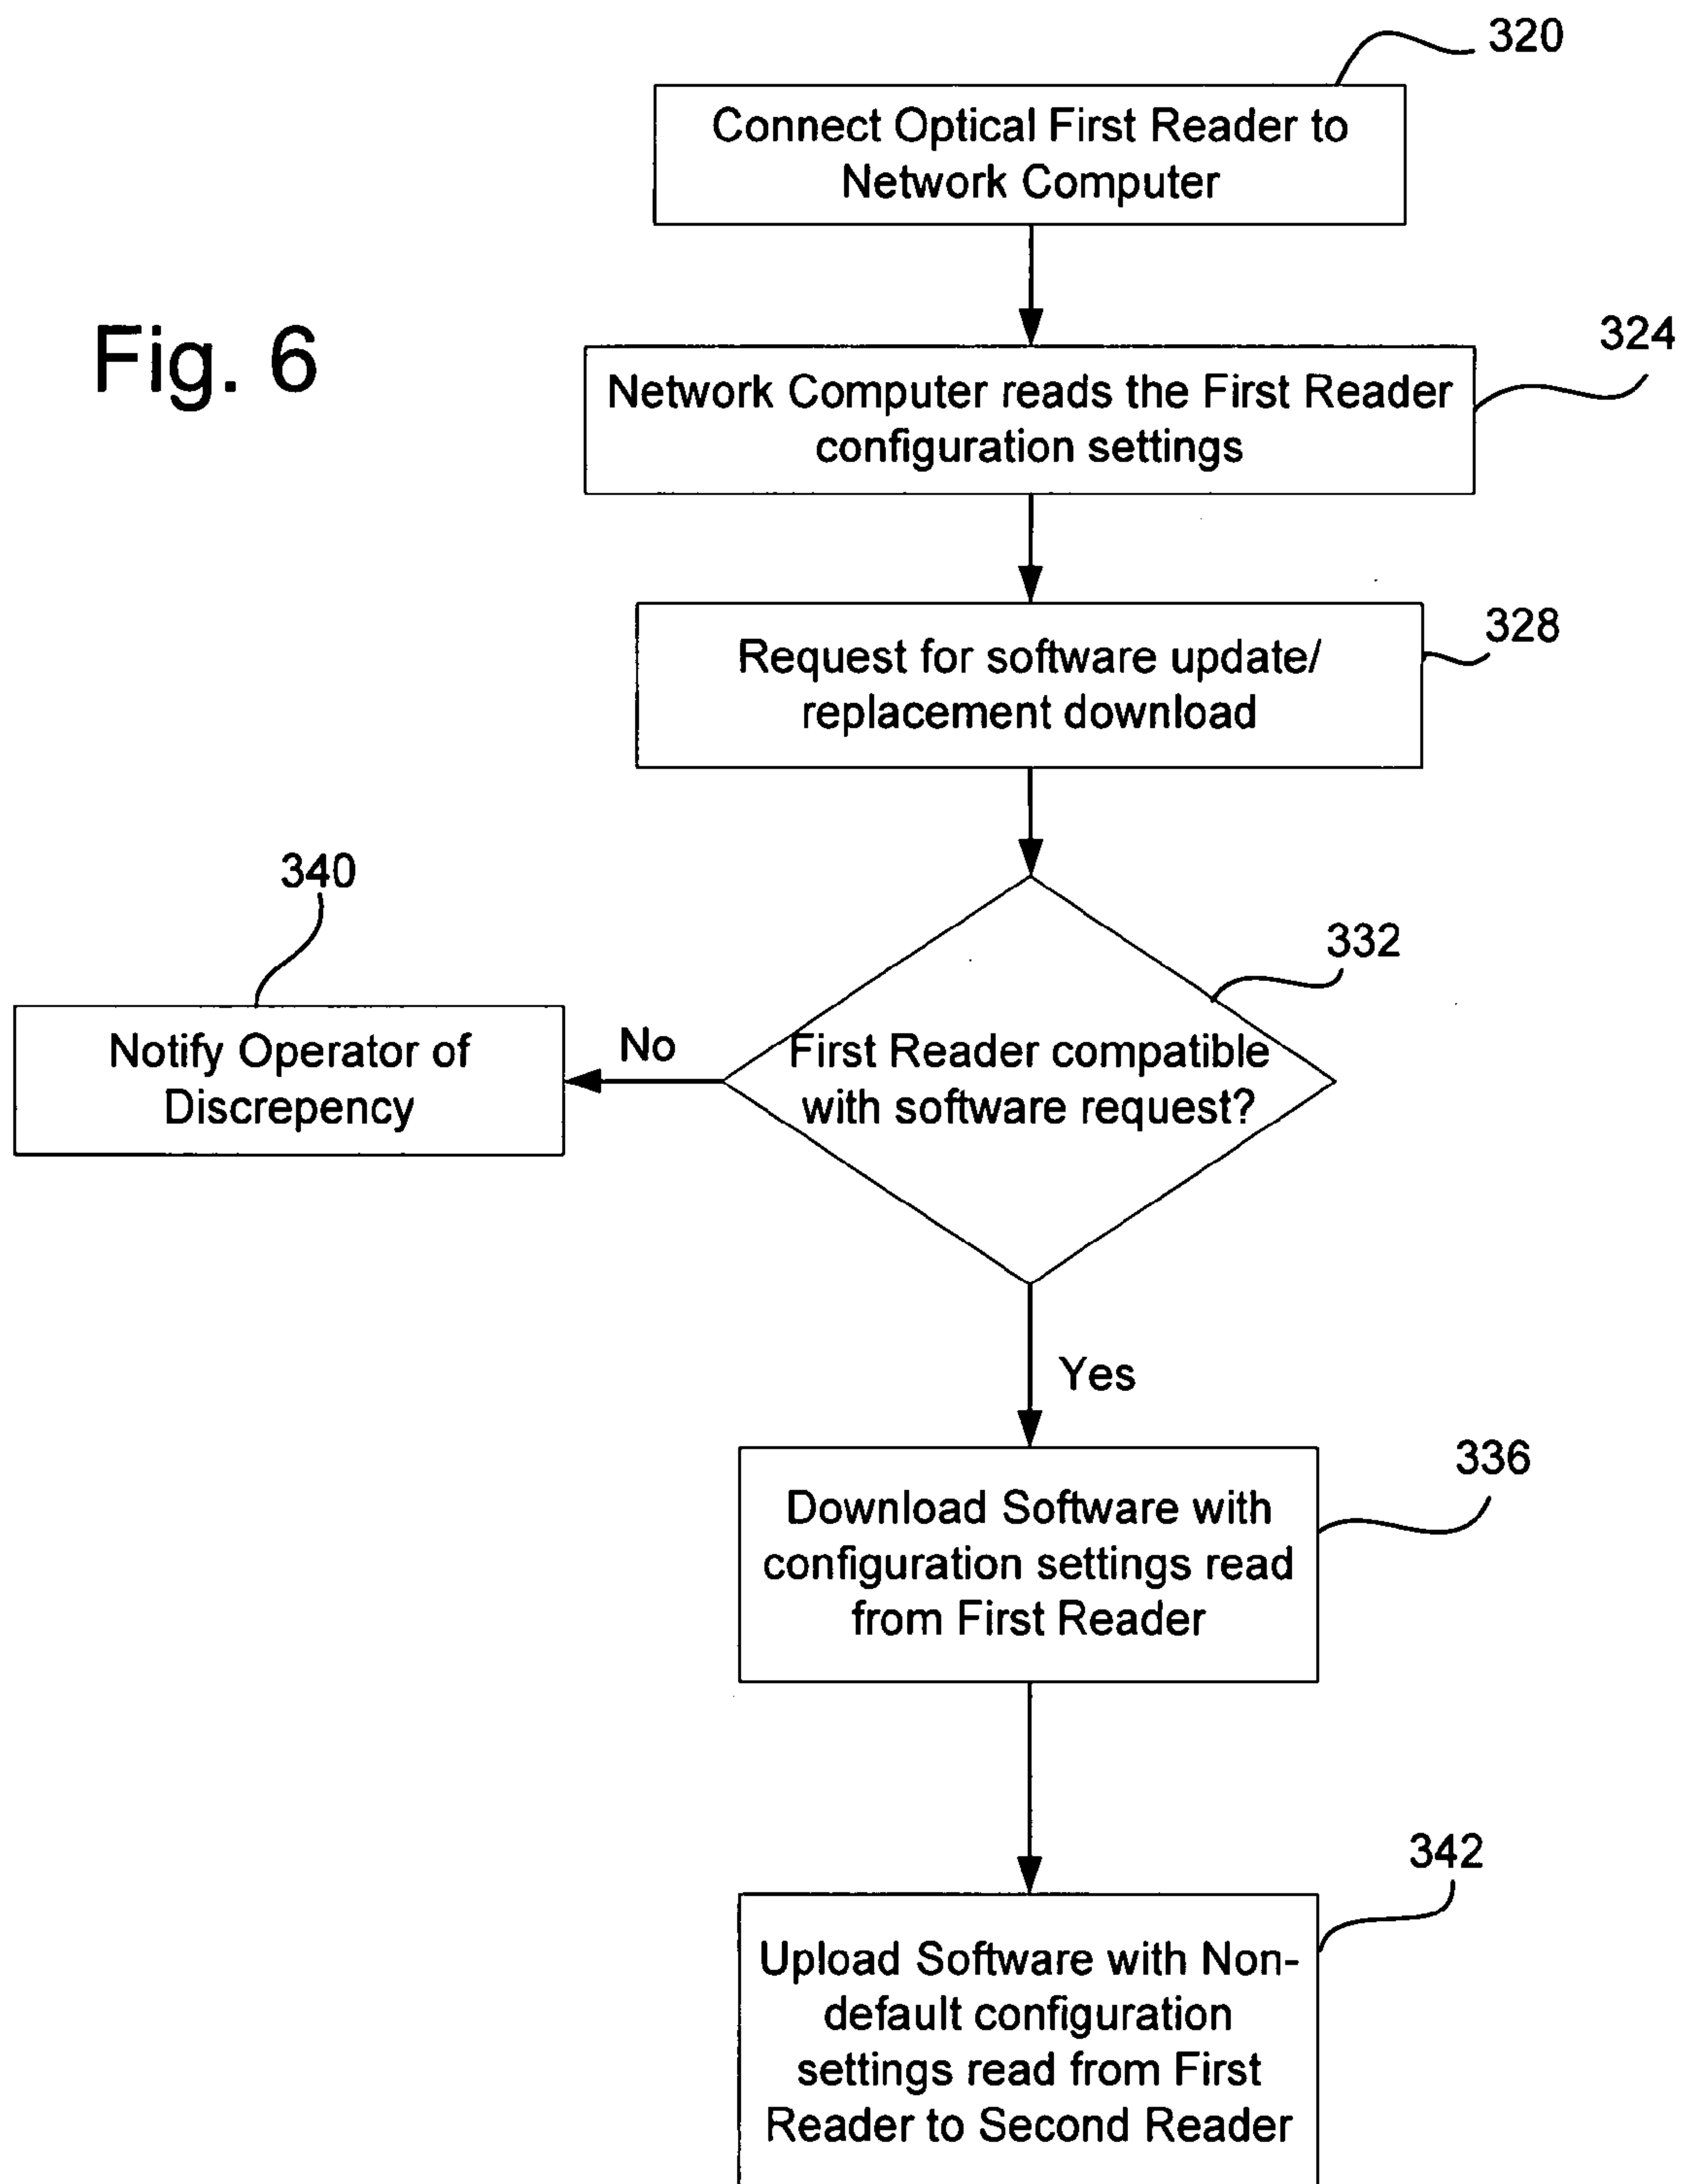 320
Connect Optical First Reader to
Network Computer
Fig. 6
324
Network Computer reads the First Reader
configuration settings
328
Request for software update/
replacement download
340
332
Notify Operator of
Discrepency
No
First Reader compatible
with software request?
Yes
336
Download Software with
configuration settings read
from First Reader
342
Upload Software with Non-
default configuration
settings read from First
Reader to Second Reader